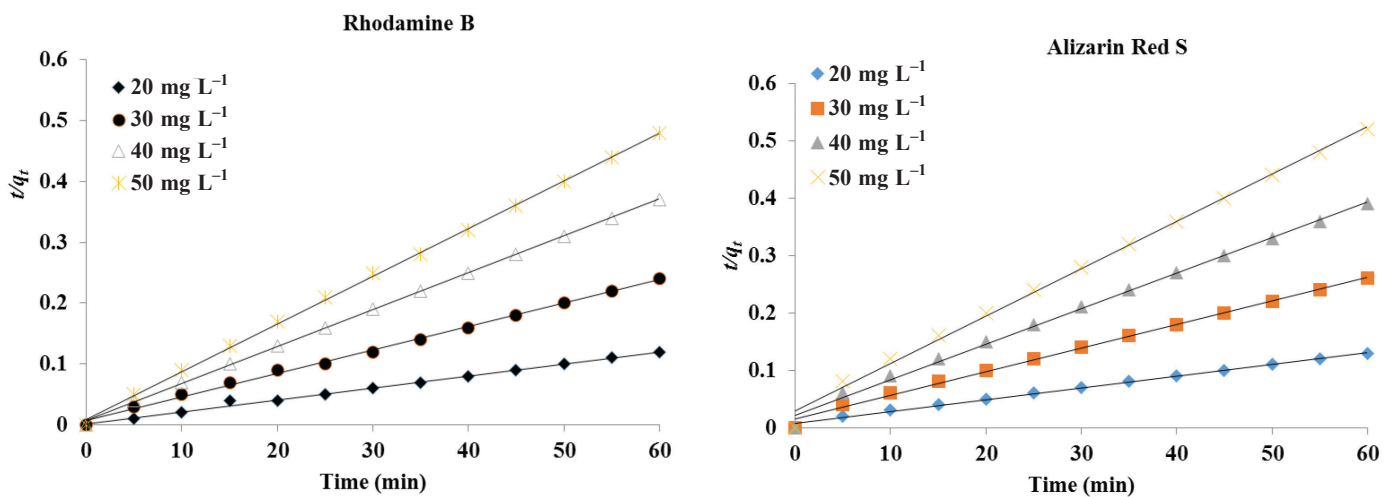 Rhodamine B
0.6
0.5
0.4
0.3
0.2
0.1
0
t/qₜ
20 mg L⁻¹
30 mg L⁻¹
40 mg L⁻¹
50 mg L⁻¹
0 10 20 30 40 50 60
Time (min)
Alizarin Red S
0.6
0.5
0.4
0.3
0.2
0.1
0
t/qₜ
20 mg L⁻¹
30 mg L⁻¹
40 mg L⁻¹
50 mg L⁻¹
0 10 20 30 40 50 60
Time (min)